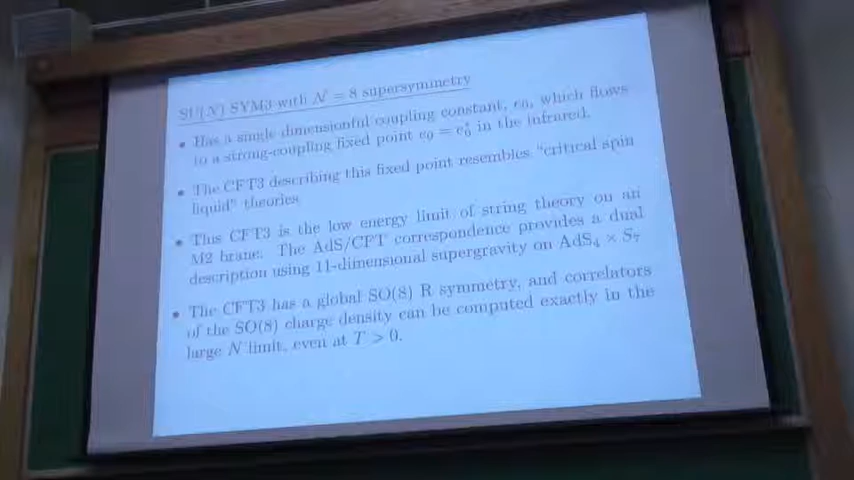 SU(N) SYM3 with N = 8 supersymmetry
• Has a single dimensionful coupling constant, e₀, which flows
to a strong-coupling fixed point e₀ = e₀* in the infrared.
• The CFT3 describing this fixed point resembles "critical spin
liquid" theories.
• This CFT3 is the low energy limit of string theory on an
M2 brane. The AdS/CFT correspondence provides a dual
description using 11-dimensional supergravity on AdS₄ × S₇
• The CFT3 has a global SO(8) R symmetry, and correlators
of the SO(8) charge density can be computed exactly in the
large N limit, even at T > 0.